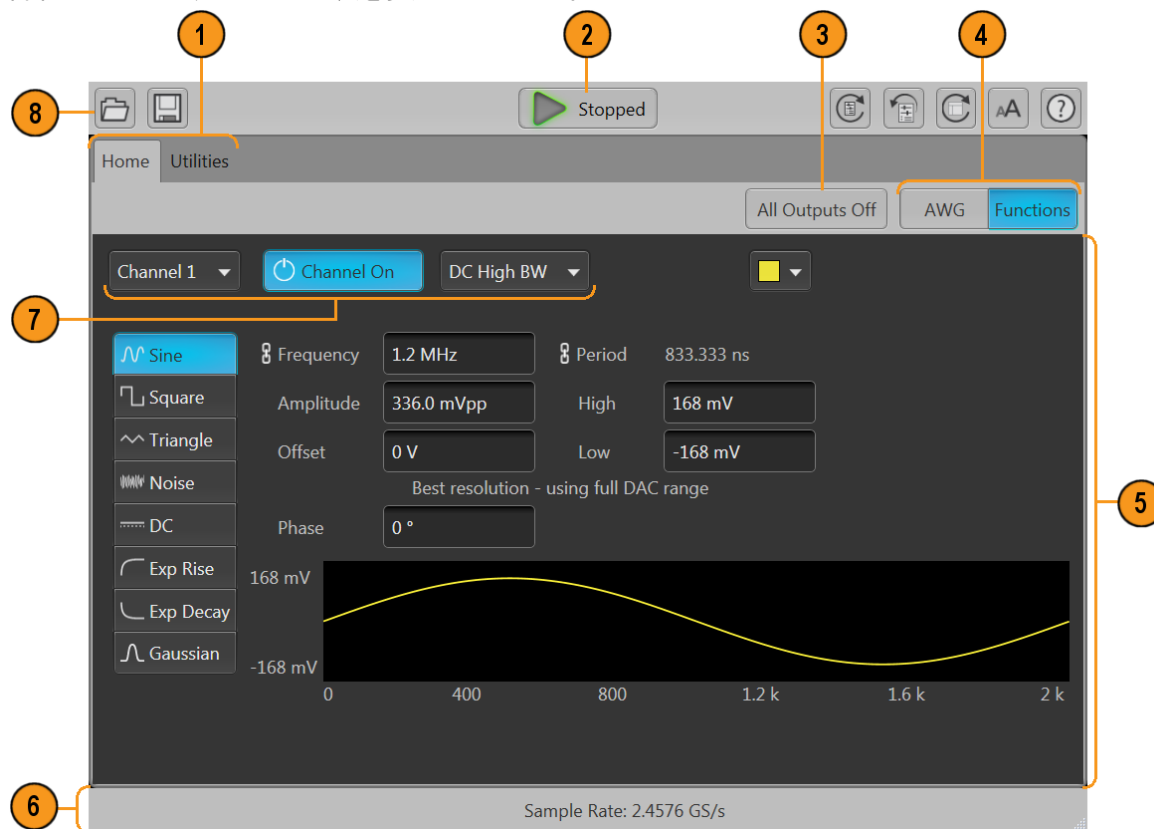 1
2
3
4
8
Stopped
AA
?
Home Utilities
All Outputs Off AWG Functions
Channel 1 Channel On DC High BW
7
Sine Frequency 1.2 MHz Period 833.333 ns
Square Amplitude 336.0 mVpp High 168 mV
Triangle Offset 0 V Low -168 mV
Noise Best resolution - using full DAC range
5
DC Phase 0 °
Exp Rise 168 mV
Exp Decay
Gaussian -168 mV
0 400 800 1.2 k 1.6 k 2 k
6
Sample Rate: 2.4576 GS/s